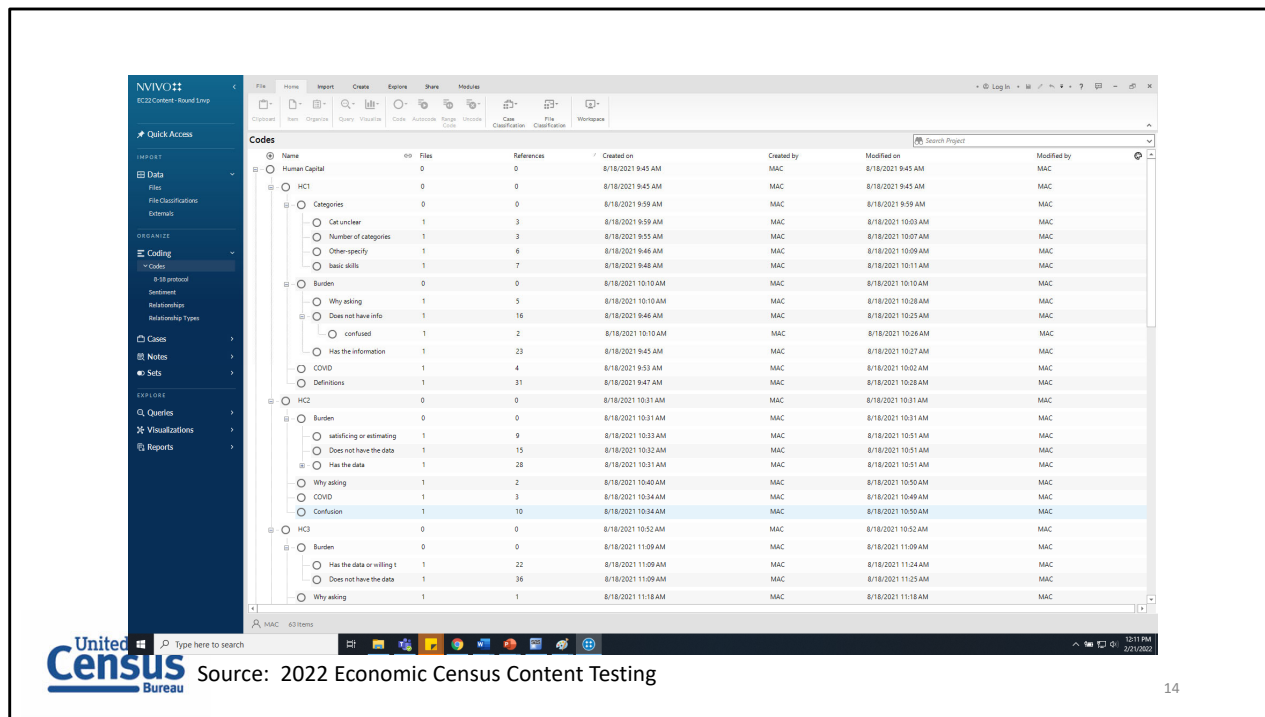 NVIVO
EC22 Content - Round 1.nvp
Quick Access
IMPORT
Data
Files
File Classifications
Externals
ORGANIZE
Coding
Codes
8-18 protocol
Sentiment
Relationships
Relationship Types
Cases
Notes
Sets
EXPLORE
Queries
Visualizations
Reports
File Home Import Create Explore Share Modules
Log In
Clipboard Item Organize Query Visualize Code Autocode Range Code Uncode Case Classification File Classification Workspace
Codes
Search Project
Name Files References Created on Created by Modified on Modified by
Human Capital 0 0 8/18/2021 9:45 AM MAC 8/18/2021 9:45 AM MAC
HC1 0 0 8/18/2021 9:45 AM MAC 8/18/2021 9:45 AM MAC
Categories 0 0 8/18/2021 9:59 AM MAC 8/18/2021 9:59 AM MAC
Cat unclear 1 3 8/18/2021 9:59 AM MAC 8/18/2021 10:03 AM MAC
Number of categories 1 3 8/18/2021 9:55 AM MAC 8/18/2021 10:07 AM MAC
Other-specify 1 6 8/18/2021 9:46 AM MAC 8/18/2021 10:09 AM MAC
basic skills 1 7 8/18/2021 9:48 AM MAC 8/18/2021 10:11 AM MAC
Burden 0 0 8/18/2021 10:10 AM MAC 8/18/2021 10:10 AM MAC
Why asking 1 5 8/18/2021 10:10 AM MAC 8/18/2021 10:28 AM MAC
Does not have info 1 16 8/18/2021 9:46 AM MAC 8/18/2021 10:25 AM MAC
confused 1 2 8/18/2021 10:10 AM MAC 8/18/2021 10:26 AM MAC
Has the information 1 23 8/18/2021 9:45 AM MAC 8/18/2021 10:27 AM MAC
COVID 1 4 8/18/2021 9:53 AM MAC 8/18/2021 10:02 AM MAC
Definitions 1 31 8/18/2021 9:47 AM MAC 8/18/2021 10:28 AM MAC
HC2 0 0 8/18/2021 10:31 AM MAC 8/18/2021 10:31 AM MAC
Burden 0 0 8/18/2021 10:31 AM MAC 8/18/2021 10:31 AM MAC
satisficing or estimating 1 9 8/18/2021 10:33 AM MAC 8/18/2021 10:51 AM MAC
Does not have the data 1 15 8/18/2021 10:32 AM MAC 8/18/2021 10:51 AM MAC
Has the data 1 28 8/18/2021 10:31 AM MAC 8/18/2021 10:51 AM MAC
Why asking 1 2 8/18/2021 10:40 AM MAC 8/18/2021 10:50 AM MAC
COVID 1 3 8/18/2021 10:34 AM MAC 8/18/2021 10:49 AM MAC
Confusion 1 10 8/18/2021 10:34 AM MAC 8/18/2021 10:50 AM MAC
HC3 0 0 8/18/2021 10:52 AM MAC 8/18/2021 10:52 AM MAC
Burden 0 0 8/18/2021 11:09 AM MAC 8/18/2021 11:09 AM MAC
Has the data or willing t 1 22 8/18/2021 11:09 AM MAC 8/18/2021 11:24 AM MAC
Does not have the data 1 36 8/18/2021 11:09 AM MAC 8/18/2021 11:25 AM MAC
Why asking 1 1 8/18/2021 11:18 AM MAC 8/18/2021 11:18 AM MAC
MAC 63 Items
Type here to search
12:11 PM
2/21/2022
United
Census
Bureau
Source: 2022 Economic Census Content Testing
14